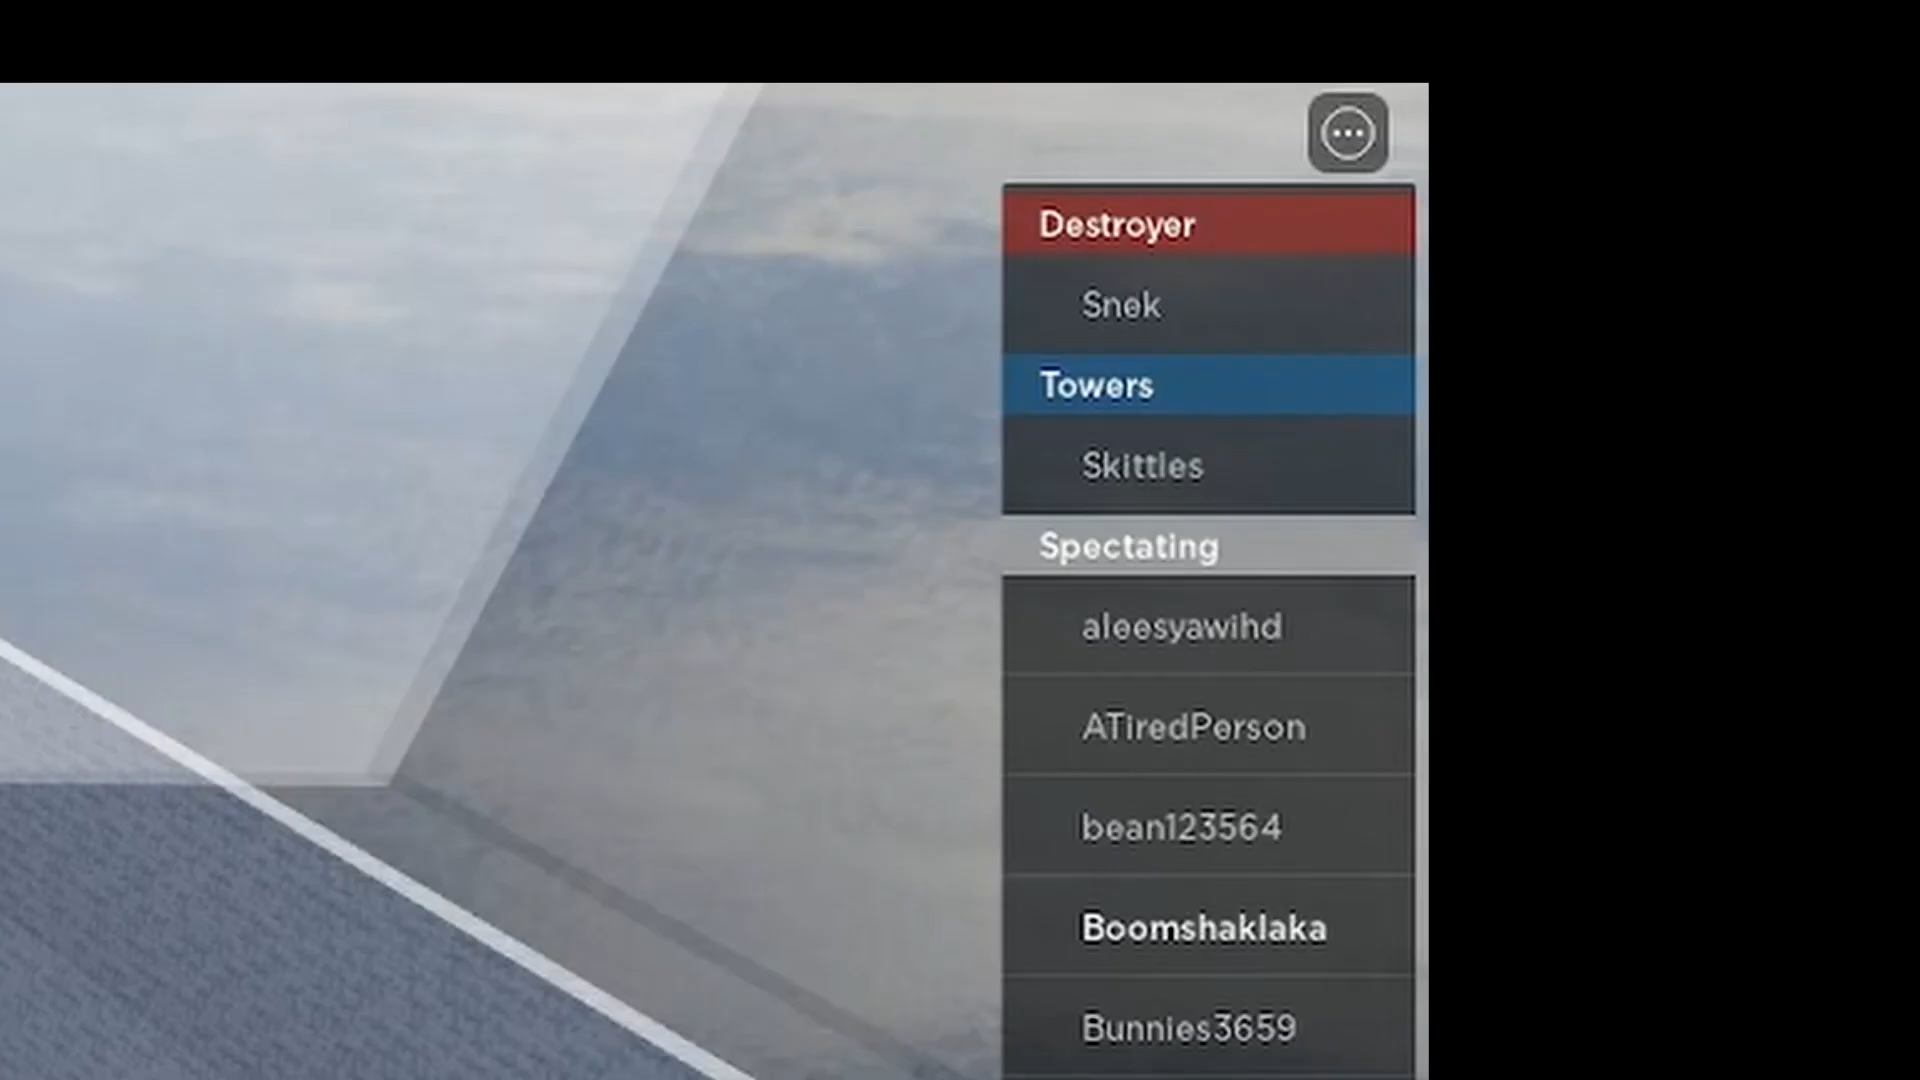 Destroyer
Snek
Towers
Skittles
Spectating
aleesyawihd
ATiredPerson
bean123564
Boomshaklaka
Bunnies3659